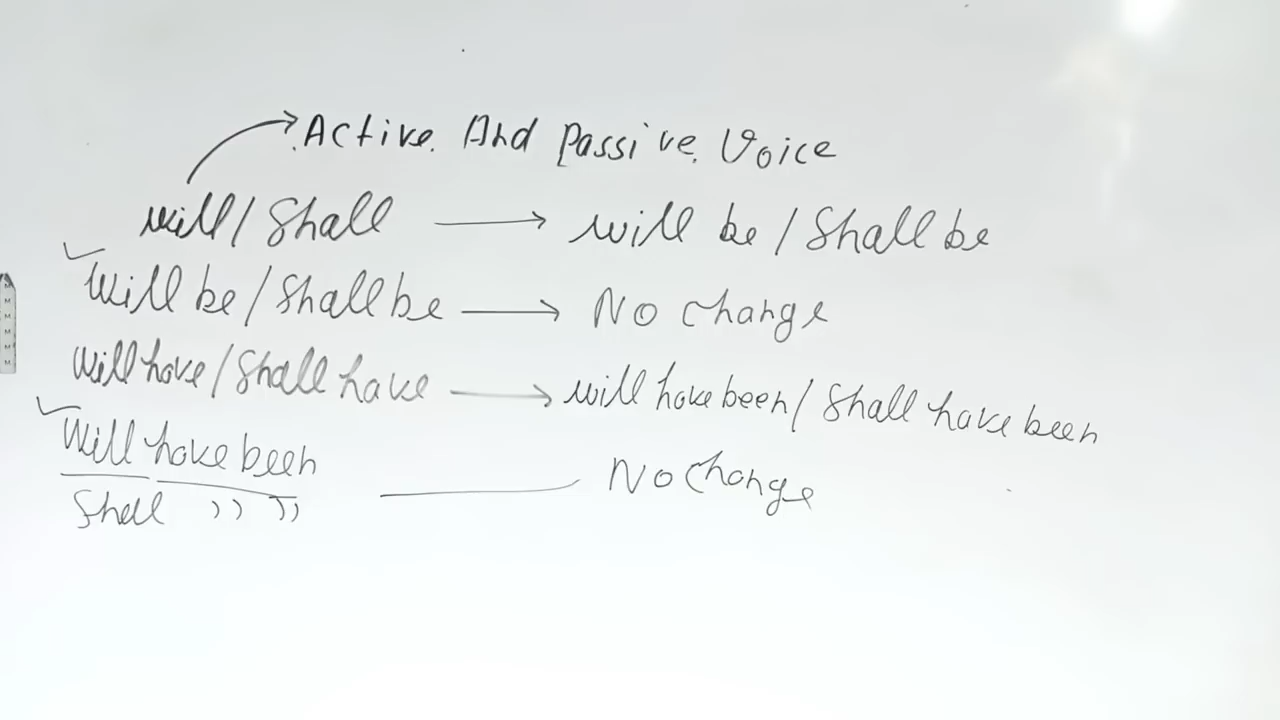 Active And Passive Voice
will/Shall → will be / Shall be
Will be/Shall be → No change
Will have/Shall have → will have been/ Shall have been
Will have been No change
Shall ,, ,,